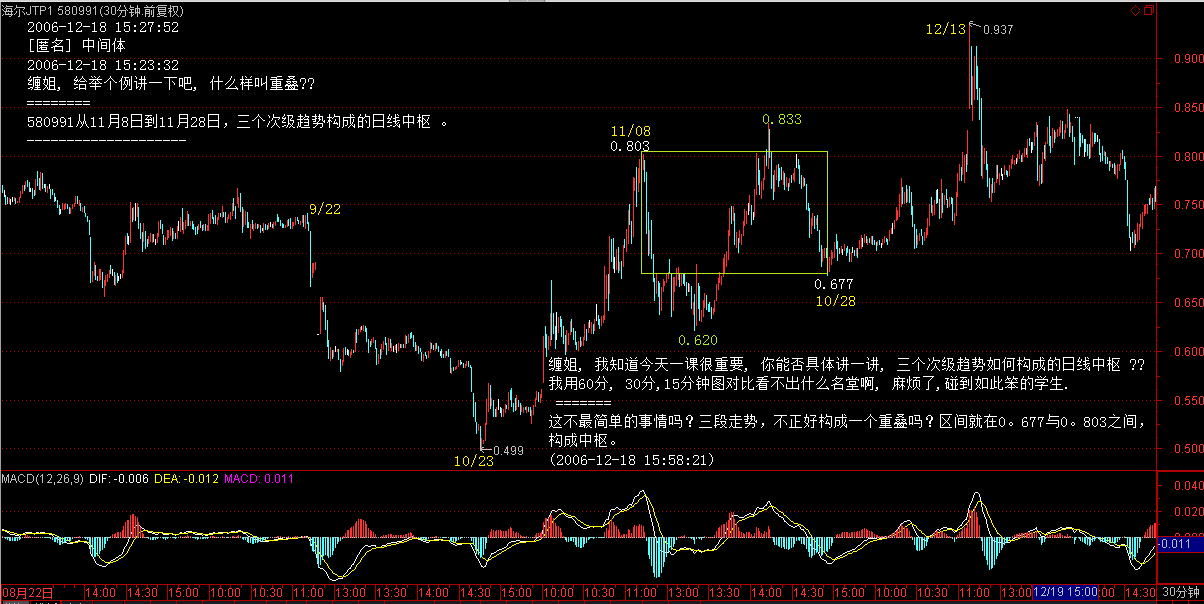 海尔JTP1 580991(30分钟.前复权)
2006-12-18 15:27:52
[匿名] 中间体
2006-12-18 15:23:32
缠姐, 给举个例讲一下吧, 什么样叫重叠??
========
580991从11月8日到11月28日,三个次级趋势构成的日线中枢 。
--------------------
12/13
0.937
0.900
0.850
0.833
11/08
0.803
0.800
0.750
9/22
0.700
0.677
10/28
0.650
0.620
0.600
缠姐, 我知道今天一课很重要, 你能否具体讲一讲, 三个次级趋势如何构成的日线中枢 ??
我用60分, 30分,15分钟图对比看不出什么名堂啊, 麻烦了,碰到如此笨的学生.
=======
0.550
这不最简单的事情吗?三段走势,不正好构成一个重叠吗?区间就在0。677与0。803之间,
构成中枢。
(2006-12-18 15:58:21)
0.500
0.499
10/23
MACD(12,26,9) DIF: -0.006 DEA: -0.012 MACD: 0.011
0.040
0.020
-0.011
08月22日 14:00 14:30 15:00 10:00 10:30 11:00 13:00 13:30 14:00 14:30 15:00 10:00 10:30 11:00 13:00 13:30 14:00 14:30 15:00 10:00 10:30 11:00 13:00 12/19 15:00 :00 14:30 30分钟